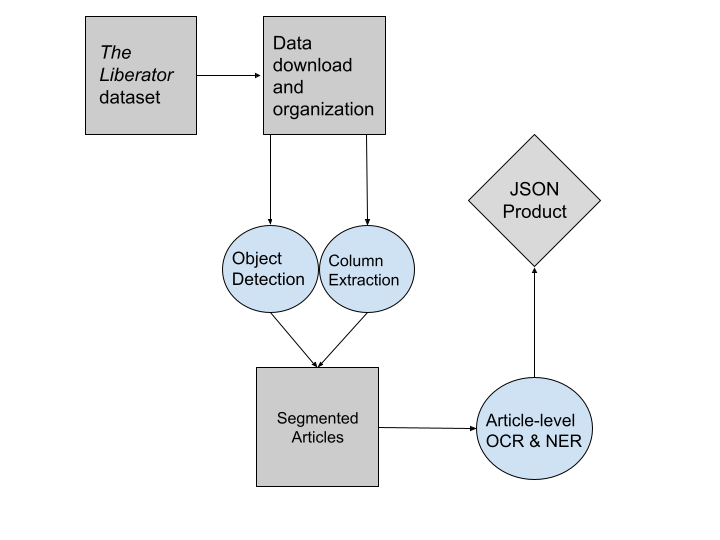 The
Liberator
dataset
Data
download
and
organization
Object
Detection
Column
Extraction
JSON
Product
Segmented
Articles
Article-level
OCR & NER